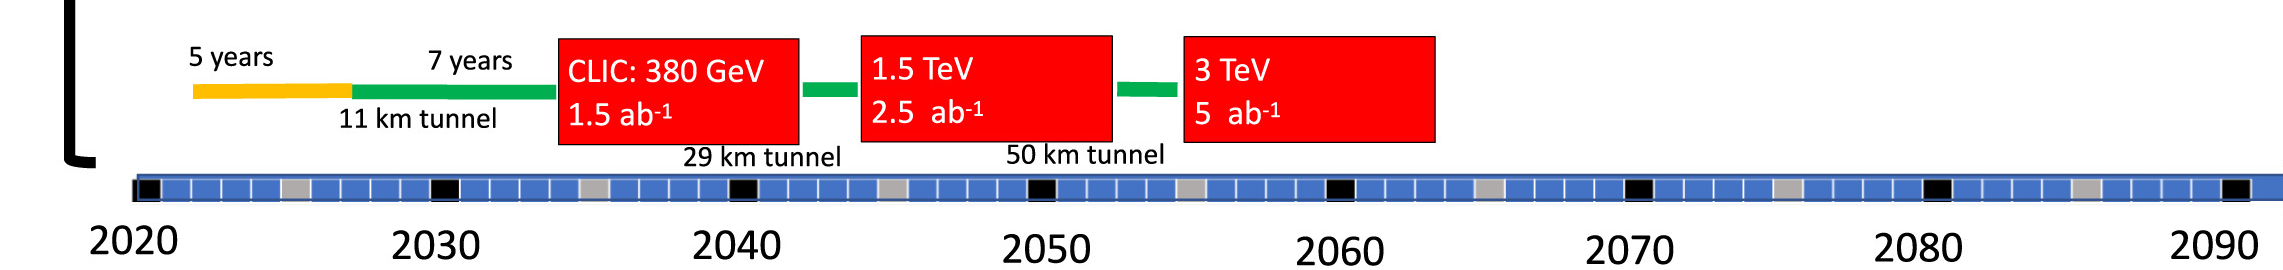 5 years
7 years
11 km tunnel
CLIC: 380 GeV
1.5 ab-1
1.5 TeV
2.5 ab-1
3 TeV
5 ab-1
29 km tunnel
50 km tunnel
2020
2030
2040
2050
2060
2070
2080
2090